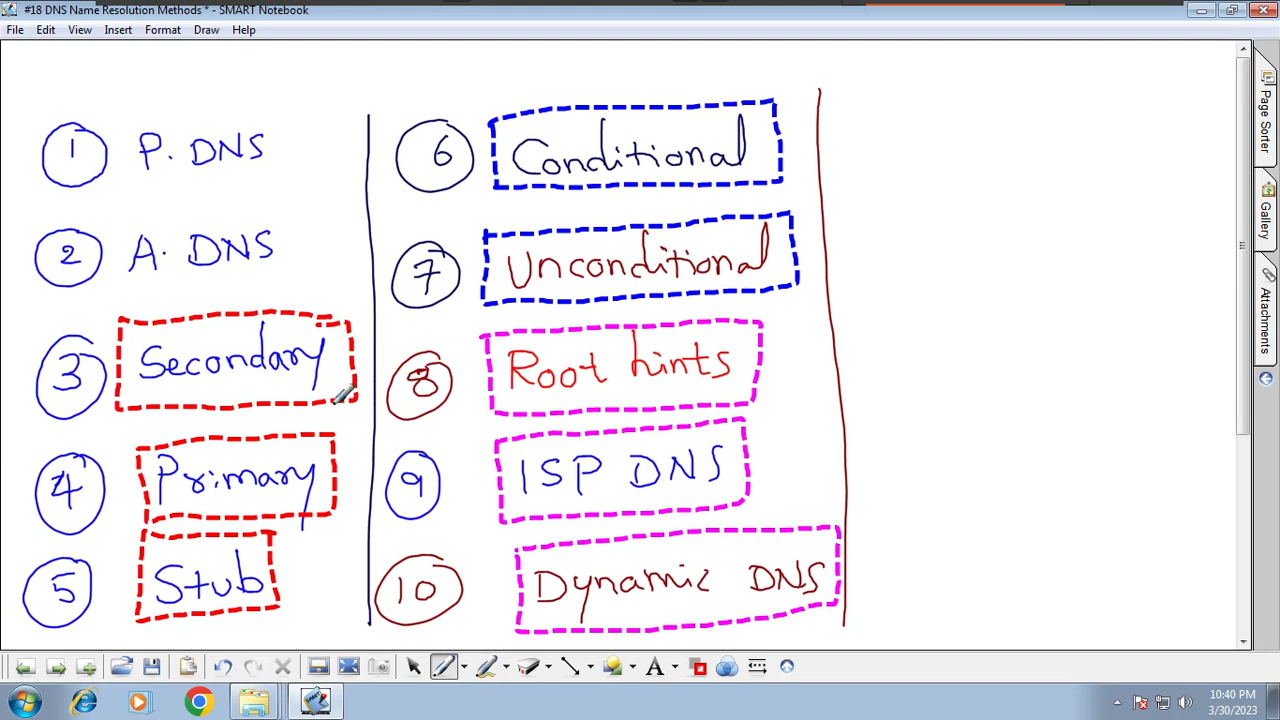 #18 DNS Name Resolution Methods * - SMART Notebook
File Edit View Insert Format Draw Help
1 P. DNS
2 A. DNS
3 Secondary
4 Primary
5 Stub
6 Conditional
7 Unconditional
8 Root hints
9 ISP DNS
10 Dynamic DNS
Page Sorter
Gallery
Attachments
A
10:40 PM
3/30/2023